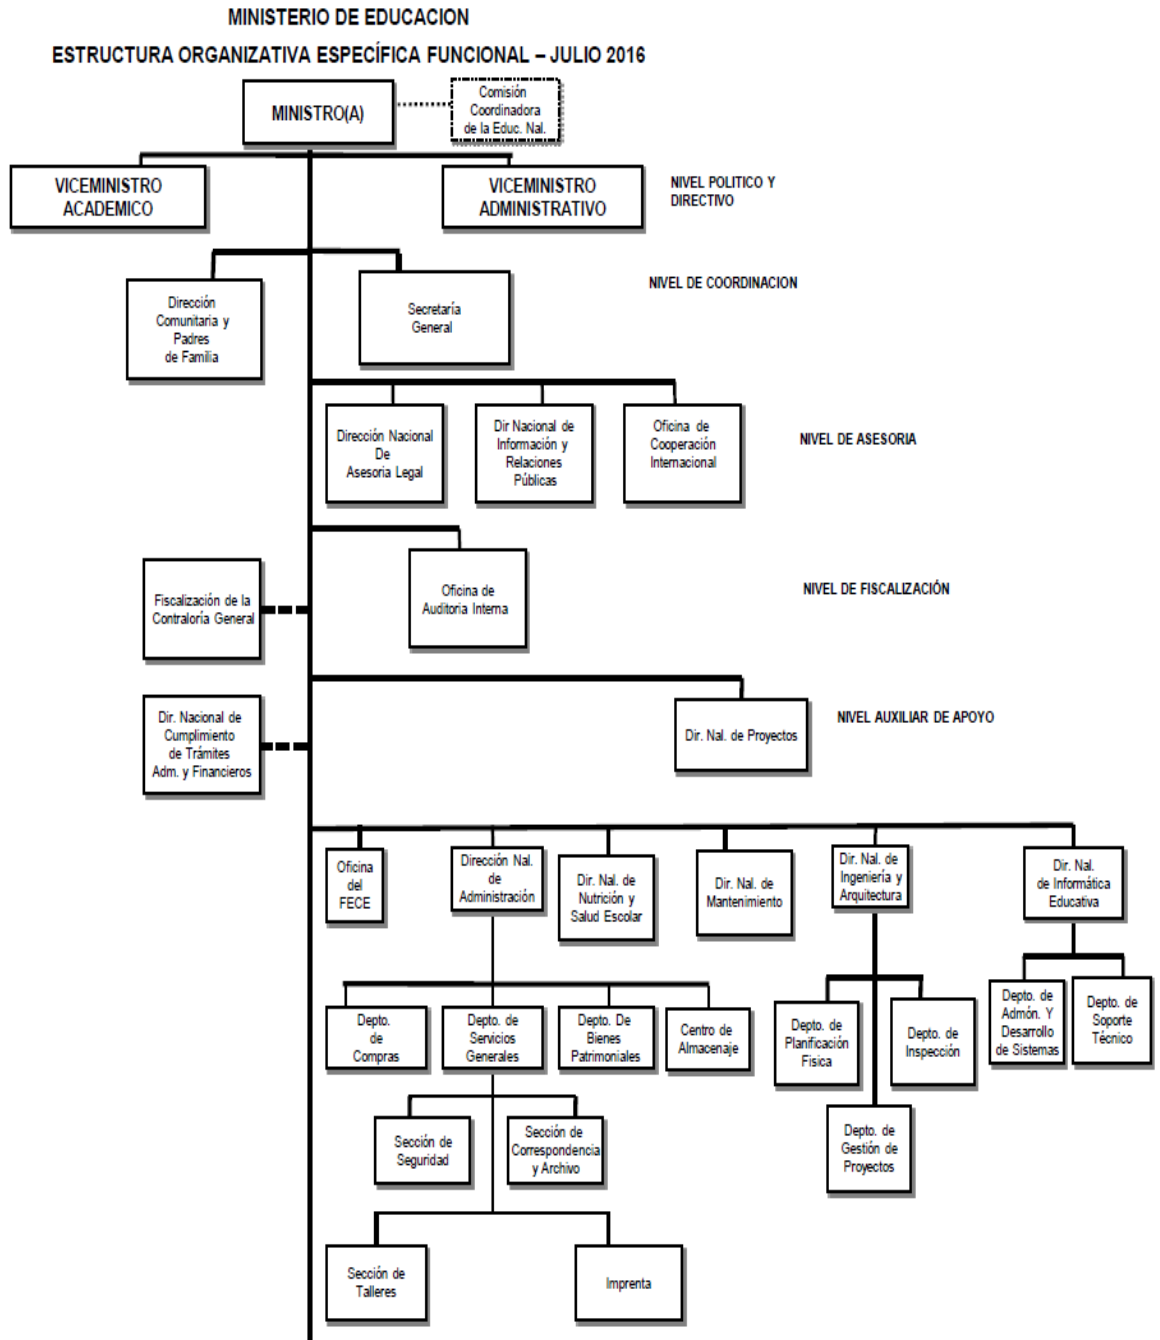 MINISTERIO DE EDUCACION
ESTRUCTURA ORGANIZATIVA ESPECÍFICA FUNCIONAL – JULIO 2016
MINISTRO(A)
Comisión
Coordinadora
de la Educ. Nal.
VICEMINISTRO
ACADEMICO
VICEMINISTRO
ADMINISTRATIVO
NIVEL POLITICO Y
DIRECTIVO
Dirección
Comunitaria y
Padres
de Familia
Secretaría
General
NIVEL DE COORDINACION
Dirección Nacional
De
Asesoria Legal
Dir Nacional de
Información y
Relaciones
Públicas
Oficina de
Cooperación
Internacional
NIVEL DE ASESORIA
Fiscalización de la
Contraloría General
Oficina de
Auditoria Interna
NIVEL DE FISCALIZACIÓN
Dir. Nacional de
Cumplimiento
de Trámites
Adm. y Financieros
Dir. Nal. de Proyectos
NIVEL AUXILIAR DE APOYO
Oficina
del
FECE
Dirección Nal.
de
Administración
Dir. Nal. de
Nutrición y
Salud Escolar
Dir. Nal. de
Mantenimiento
Dir. Nal. de
Ingeniería y
Arquitectura
Dir. Nal.
de Informática
Educativa
Depto.
de
Compras
Depto. de
Servicios
Generales
Depto. De
Bienes
Patrimoniales
Centro de
Almacenaje
Depto. de
Planificación
Fisica
Depto. de
Inspección
Depto. de
Admón. Y
Desarrollo
de Sistemas
Depto. de
Soporte
Técnico
Sección de
Seguridad
Sección de
Correspondencia
y Archivo
Depto. de
Gestión de
Proyectos
Sección de
Talleres
Imprenta